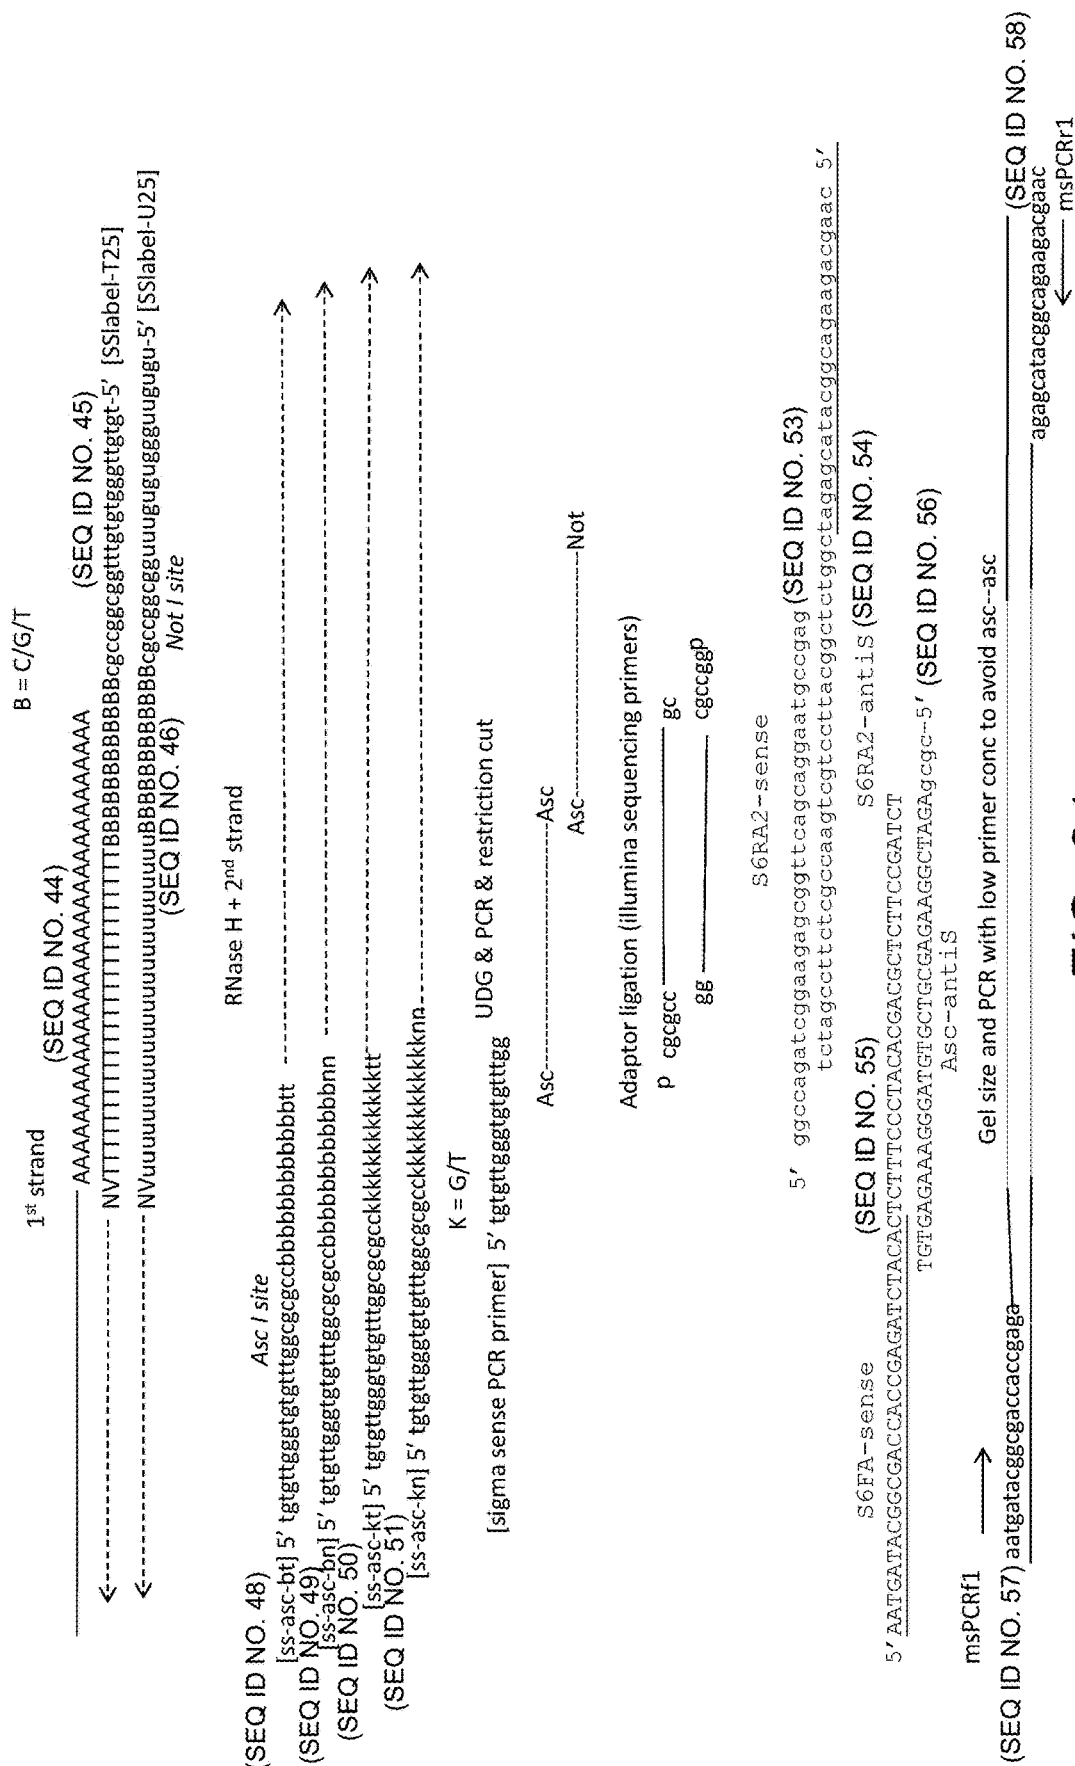 1st strand
B = C/G/T
(SEQ ID NO. 44)
(SEQ ID NO. 45)
NV
[SSlabel-T25]
[SSlabel-U25]
(SEQ ID NO. 46)
Not I site
RNase H + 2nd strand
Asc I site
(SEQ ID NO. 48)
[ss-asc-bt] 5’ tgtgttgggtgtgtttggcgcgccbbbbbbbbbbbbtt
(SEQ ID NO. 49)
[ss-asc-bn] 5’ tgtgttgggtgtgtttggcgcgccbbbbbbbbbbbbnn
(SEQ ID NO. 50)
[ss-asc-kt] 5’ tgtgttgggtgtgtttggcgcgcckkkkkkkkkkkktt
(SEQ ID NO. 51)
[ss-asc-kn] 5’ tgtgttgggtgtgtttggcgcgcckkkkkkkkkkkknn
K = G/T
[sigma sense PCR primer] 5’ tgtgttgggtgtgtttgg
UDG & PCR & restriction cut
Asc Asc
Asc Not
Adaptor ligation (illumina sequencing primers)
p cgcgcc gc
gg cgccggp
S6RA2-sense
5’ ggccagatcggaagagcggttcagcaggaatgccgag (SEQ ID NO. 53)
tctagccttctcgccaagtcgtccttacggctctggctagagcatacggcagaagacgaac 5’
S6RA2-antiS (SEQ ID NO. 54)
S6FA-sense (SEQ ID NO. 55)
5’AATGATACGGCGACCACCGAGATCTACACTCTTTCCCTACACGACGCTCTTCCGATCT
TGTGAGAAAGGGATGTGCTGCGAGAAGGCTAGAgcgc-5’ (SEQ ID NO. 56)
Asc-antiS
Gel size and PCR with low primer conc to avoid asc--asc
msPCRf1
(SEQ ID NO. 57) aatgatacggcgaccaccgaga
(SEQ ID NO. 58)
agagcatacggcagaagacgaac
msPCRr1